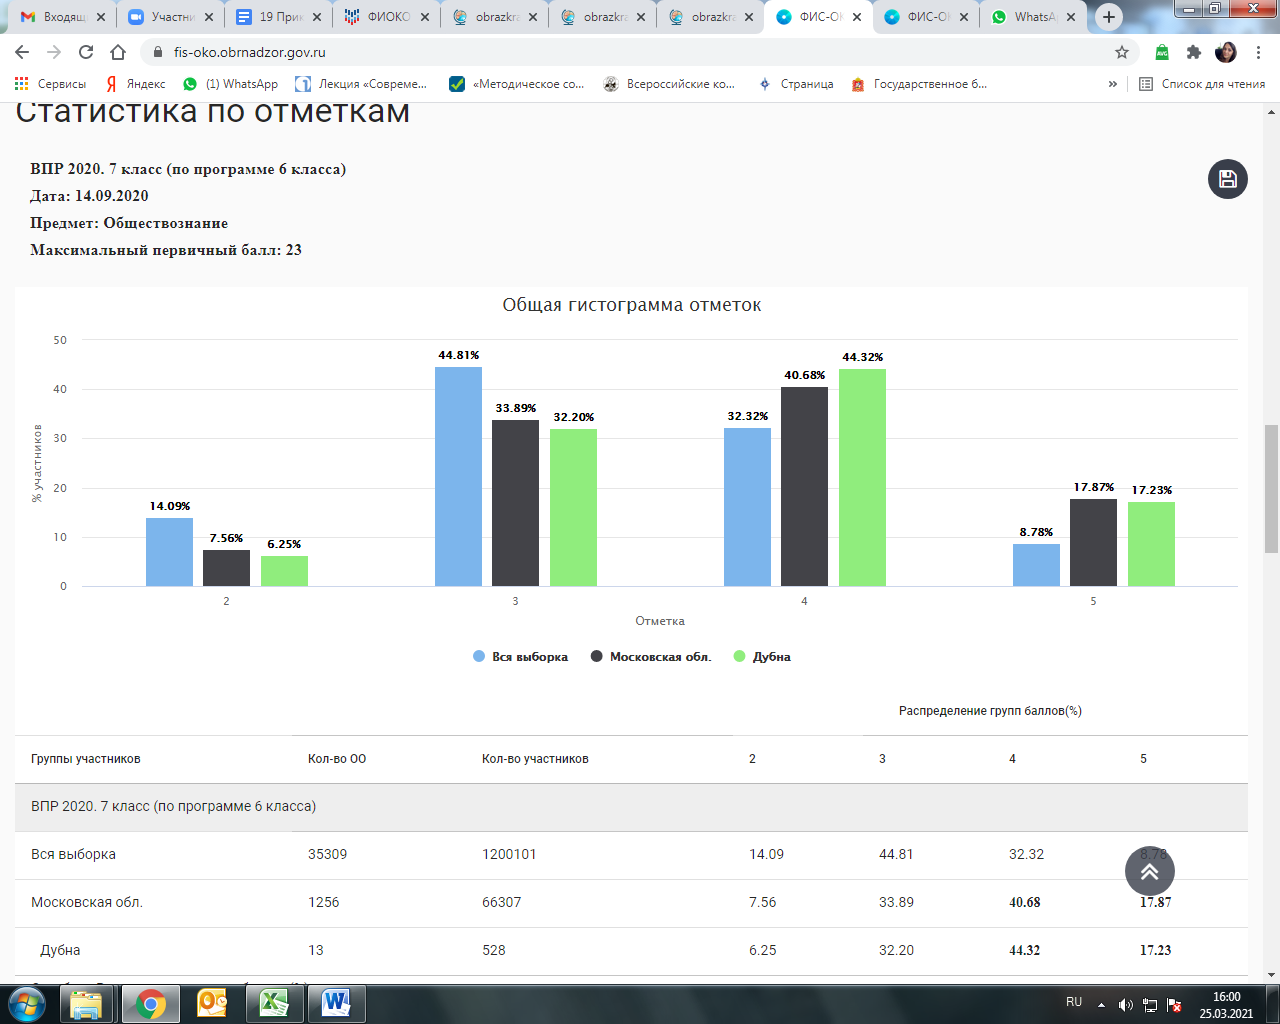 Входящ
Участни
19 При
ФИОКО
obrazkra
obrazkra
obrazkra
ФИС-О
ФИС-О
WhatsA
fis-oko.obrnadzor.gov.ru
Сервисы
Яндекс
(1) WhatsApp
Лекция «Совреме...
«Методическое со...
Всероссийские ко...
Страница
Государственное б...
»
Список для чтения
Статистика по отметкам
ВПР 2020. 7 класс (по программе 6 класса)
Дата: 14.09.2020
Предмет: Обществознание
Максимальный первичный балл: 23
Общая гистограмма отметок
% участников
50
40
30
20
10
0
14.09%
7.56%
6.25%
44.81%
33.89%
32.20%
32.32%
40.68%
44.32%
8.78%
17.87%
17.23%
2 3 4 5
Отметка
Вся выборка Московская обл. Дубна
Распределение групп баллов(%)
Группы участников Кол-во ОО Кол-во участников 2 3 4 5
ВПР 2020. 7 класс (по программе 6 класса)
Вся выборка 35309 1200101 14.09 44.81 32.32 8.78
Московская обл. 1256 66307 7.56 33.89 40.68 17.87
Дубна 13 528 6.25 32.20 44.32 17.23
RU
16:00
25.03.2021